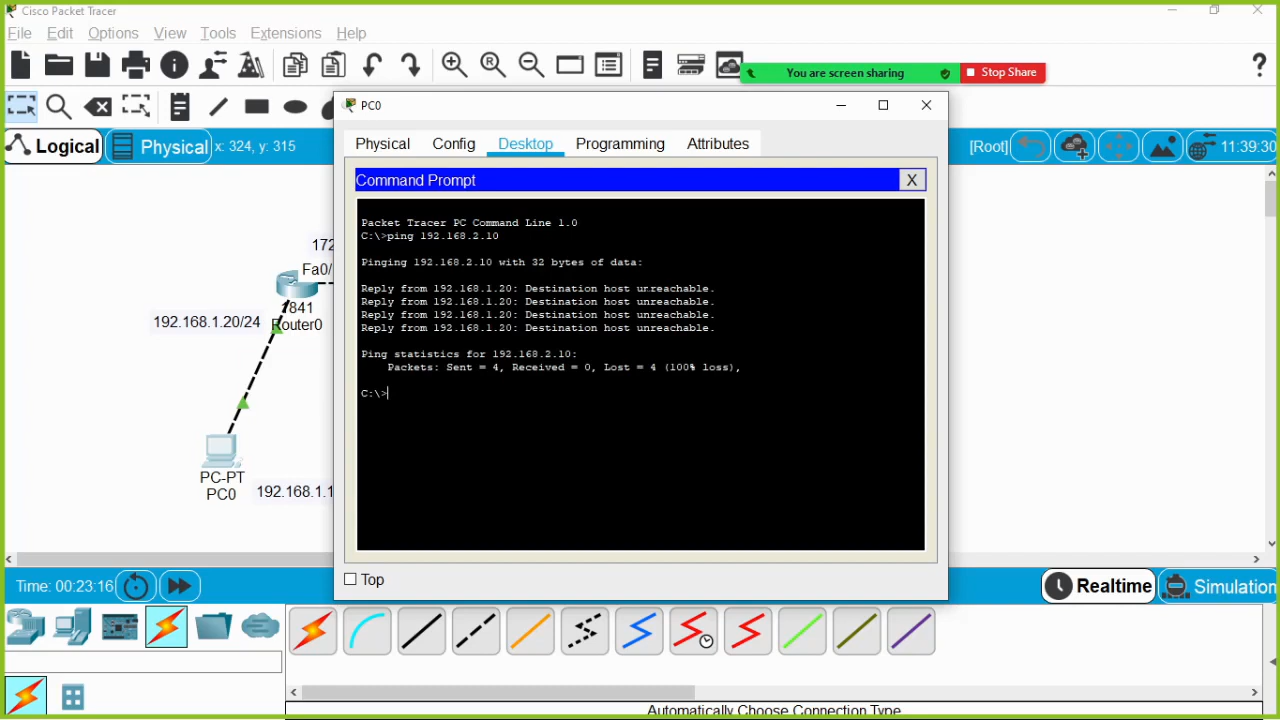 Cisco Packet Tracer
File Edit Options View Tools Extensions Help
You are screen sharing
Stop Share
?
PC0
Physical Config Desktop Programming Attributes
Logical
Physical
x: 324, y: 315
[Root]
11:39:30
Command Prompt
X
Packet Tracer PC Command Line 1.0
C:\>ping 192.168.2.10
Pinging 192.168.2.10 with 32 bytes of data:
Reply from 192.168.1.20: Destination host unreachable.
Reply from 192.168.1.20: Destination host unreachable.
Reply from 192.168.1.20: Destination host unreachable.
Reply from 192.168.1.20: Destination host unreachable.
Ping statistics for 192.168.2.10:
Packets: Sent = 4, Received = 0, Lost = 4 (100% loss),
C:\>
172
Fa0/
1841
Router0
192.168.1.20/24
PC-PT
PC0
192.168.1.1
Top
Time: 00:23:16
Realtime
Simulation
Automatically Choose Connection Type